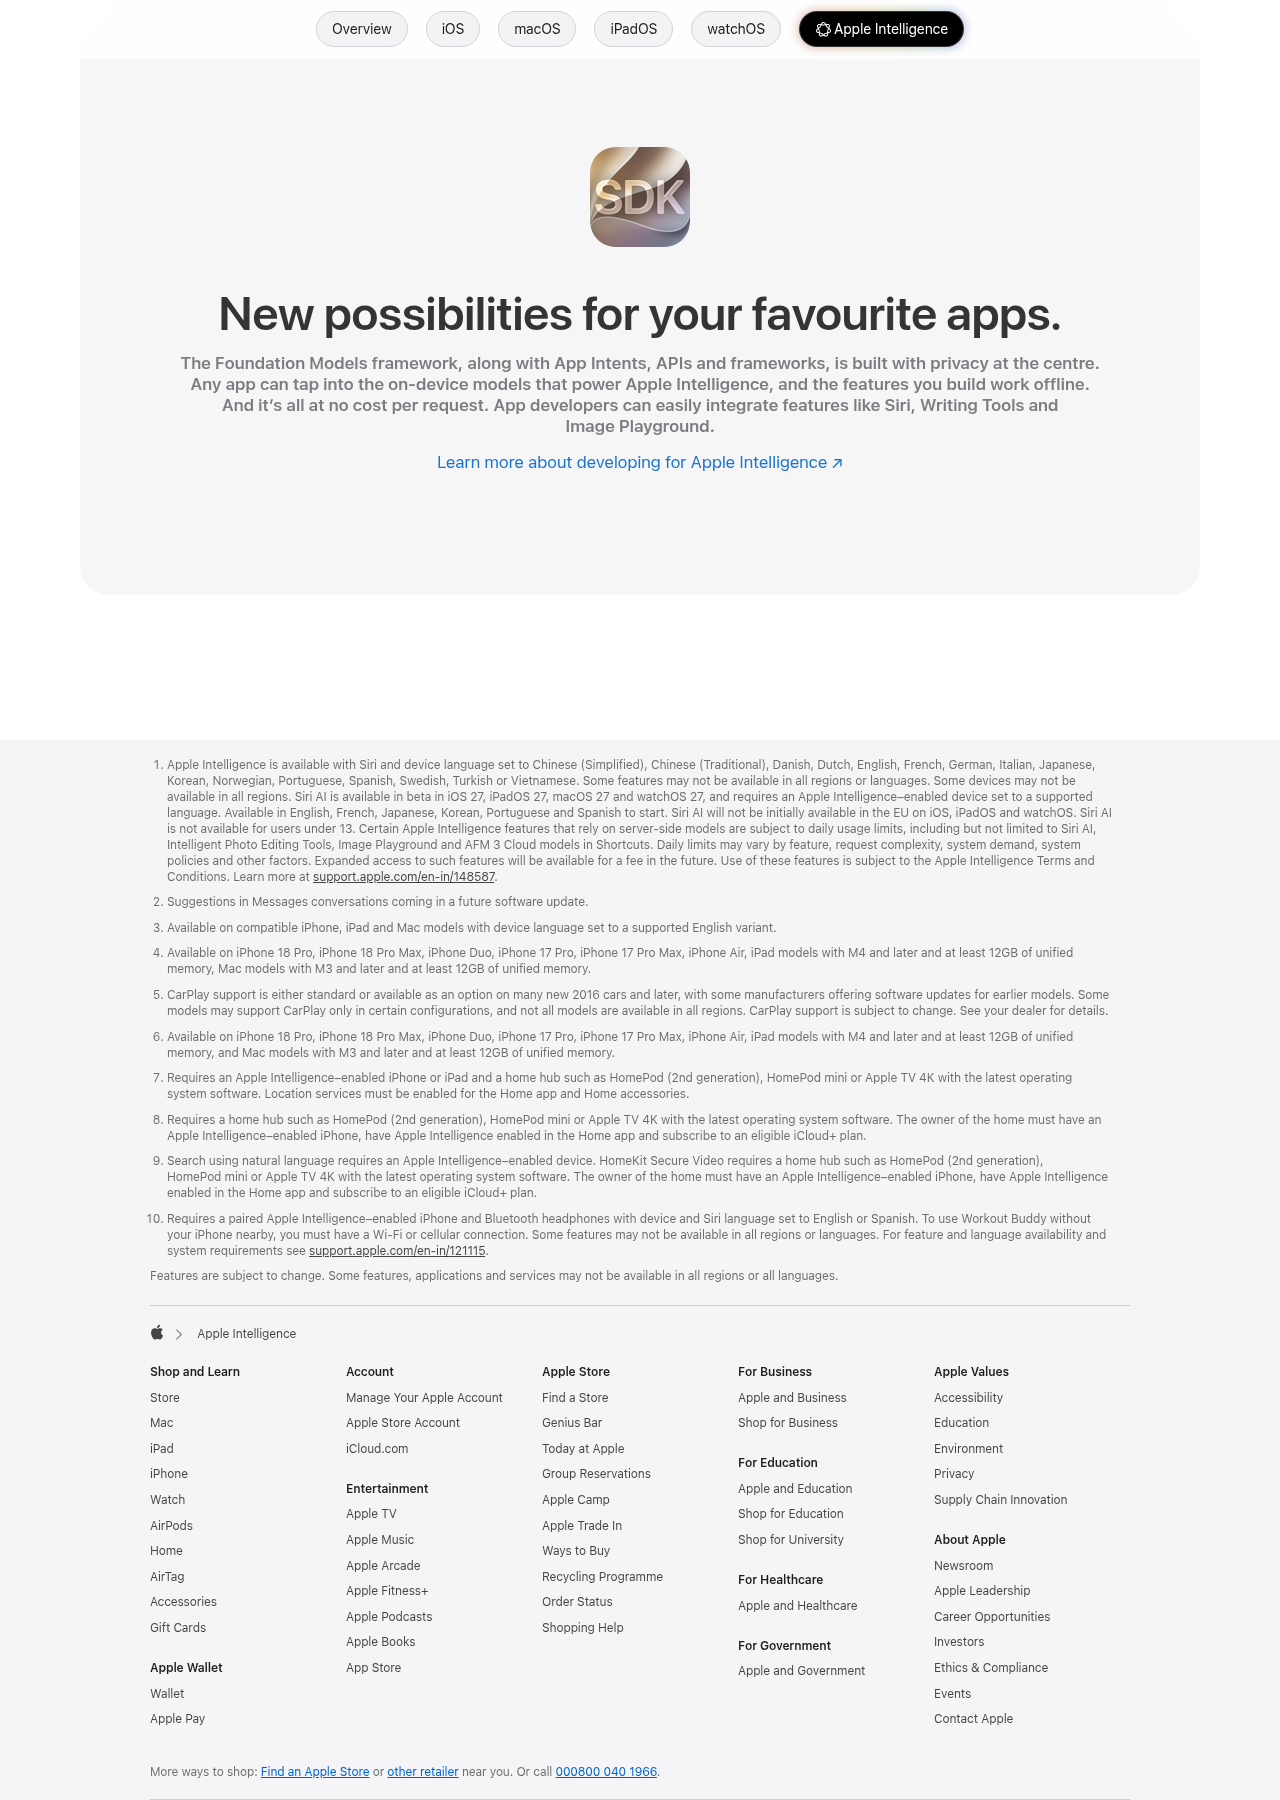 Overview
iOS
macOS
iPadOS
watchOS
Apple Intelligence
SDK
New possibilities for your favourite apps.
The Foundation Models framework, along with App Intents, APIs and frameworks, is built with privacy at the centre.
Any app can tap into the on-device models that power Apple Intelligence, and the features you build work offline.
And it’s all at no cost per request. App developers can easily integrate features like Siri, Writing Tools and
Image Playground.
Learn more about developing for Apple Intelligence ↗
1. Apple Intelligence is available with Siri and device language set to Chinese (Simplified), Chinese (Traditional), Danish, Dutch, English, French, German, Italian, Japanese,
Korean, Norwegian, Portuguese, Spanish, Swedish, Turkish or Vietnamese. Some features may not be available in all regions or languages. Some devices may not be
available in all regions. Siri AI is available in beta in iOS 27, iPadOS 27, macOS 27 and watchOS 27, and requires an Apple Intelligence–enabled device set to a supported
language. Available in English, French, Japanese, Korean, Portuguese and Spanish to start. Siri AI will not be initially available in the EU on iOS, iPadOS and watchOS. Siri AI
is not available for users under 13. Certain Apple Intelligence features that rely on server-side models are subject to daily usage limits, including but not limited to Siri AI,
Intelligent Photo Editing Tools, Image Playground and AFM 3 Cloud models in Shortcuts. Daily limits may vary by feature, request complexity, system demand, system
policies and other factors. Expanded access to such features will be available for a fee in the future. Use of these features is subject to the Apple Intelligence Terms and
Conditions. Learn more at support.apple.com/en-in/148587.
2. Suggestions in Messages conversations coming in a future software update.
3. Available on compatible iPhone, iPad and Mac models with device language set to a supported English variant.
4. Available on iPhone 18 Pro, iPhone 18 Pro Max, iPhone Duo, iPhone 17 Pro, iPhone 17 Pro Max, iPhone Air, iPad models with M4 and later and at least 12GB of unified
memory, Mac models with M3 and later and at least 12GB of unified memory.
5. CarPlay support is either standard or available as an option on many new 2016 cars and later, with some manufacturers offering software updates for earlier models. Some
models may support CarPlay only in certain configurations, and not all models are available in all regions. CarPlay support is subject to change. See your dealer for details.
6. Available on iPhone 18 Pro, iPhone 18 Pro Max, iPhone Duo, iPhone 17 Pro, iPhone 17 Pro Max, iPhone Air, iPad models with M4 and later and at least 12GB of unified
memory, and Mac models with M3 and later and at least 12GB of unified memory.
7. Requires an Apple Intelligence–enabled iPhone or iPad and a home hub such as HomePod (2nd generation), HomePod mini or Apple TV 4K with the latest operating
system software. Location services must be enabled for the Home app and Home accessories.
8. Requires a home hub such as HomePod (2nd generation), HomePod mini or Apple TV 4K with the latest operating system software. The owner of the home must have an
Apple Intelligence–enabled iPhone, have Apple Intelligence enabled in the Home app and subscribe to an eligible iCloud+ plan.
9. Search using natural language requires an Apple Intelligence–enabled device. HomeKit Secure Video requires a home hub such as HomePod (2nd generation),
HomePod mini or Apple TV 4K with the latest operating system software. The owner of the home must have an Apple Intelligence–enabled iPhone, have Apple Intelligence
enabled in the Home app and subscribe to an eligible iCloud+ plan.
10. Requires a paired Apple Intelligence–enabled iPhone and Bluetooth headphones with device and Siri language set to English or Spanish. To use Workout Buddy without
your iPhone nearby, you must have a Wi-Fi or cellular connection. Some features may not be available in all regions or languages. For feature and language availability and
system requirements see support.apple.com/en-in/121115.
Features are subject to change. Some features, applications and services may not be available in all regions or all languages.
Apple Intelligence
Shop and Learn
Store
Mac
iPad
iPhone
Watch
AirPods
Home
AirTag
Accessories
Gift Cards
Apple Wallet
Wallet
Apple Pay
Account
Manage Your Apple Account
Apple Store Account
iCloud.com
Entertainment
Apple TV
Apple Music
Apple Arcade
Apple Fitness+
Apple Podcasts
Apple Books
App Store
Apple Store
Find a Store
Genius Bar
Today at Apple
Group Reservations
Apple Camp
Apple Trade In
Ways to Buy
Recycling Programme
Order Status
Shopping Help
For Business
Apple and Business
Shop for Business
For Education
Apple and Education
Shop for Education
Shop for University
For Healthcare
Apple and Healthcare
For Government
Apple and Government
Apple Values
Accessibility
Education
Environment
Privacy
Supply Chain Innovation
About Apple
Newsroom
Apple Leadership
Career Opportunities
Investors
Ethics & Compliance
Events
Contact Apple
More ways to shop: Find an Apple Store or other retailer near you. Or call 000800 040 1966.